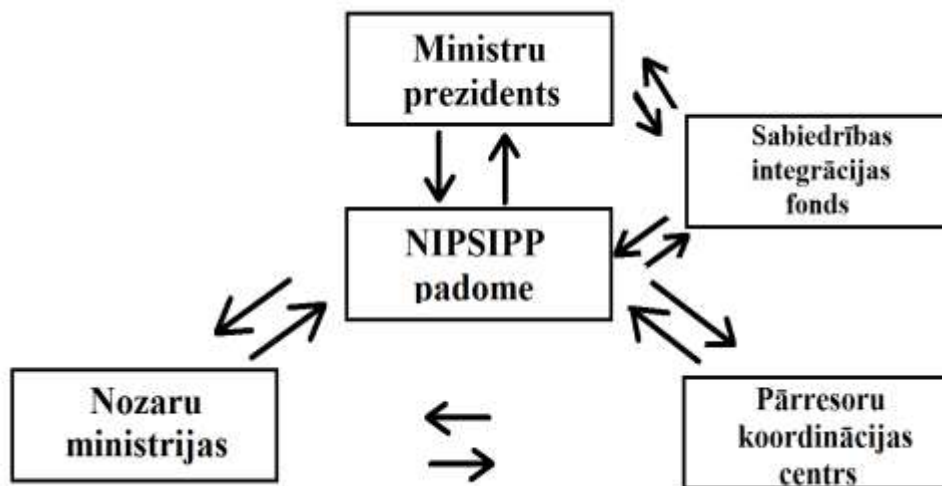 Ministru
prezidents
Sabiedrības
integrācijas
fonds
NIPSIPP
padome
Nozaru
ministrijas
Pārresoru
koordinācijas
centrs